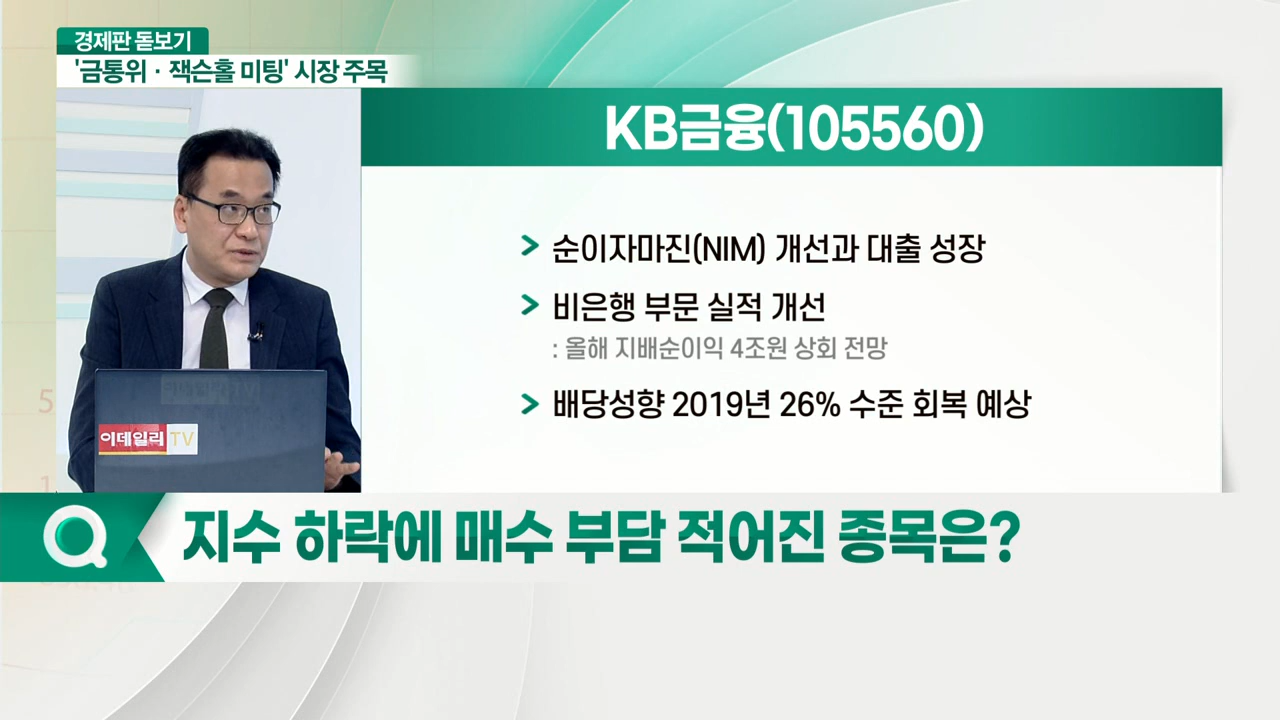 경제판 돋보기
'금통위 · 잭슨홀 미팅' 시장 주목
KB금융(105560)
> 순이자마진(NIM) 개선과 대출 성장
> 비은행 부문 실적 개선
: 올해 지배순이익 4조원 상회 전망
> 배당성향 2019년 26% 수준 회복 예상
이데일리 TV
Q 지수 하락에 매수 부담 적어진 종목은?